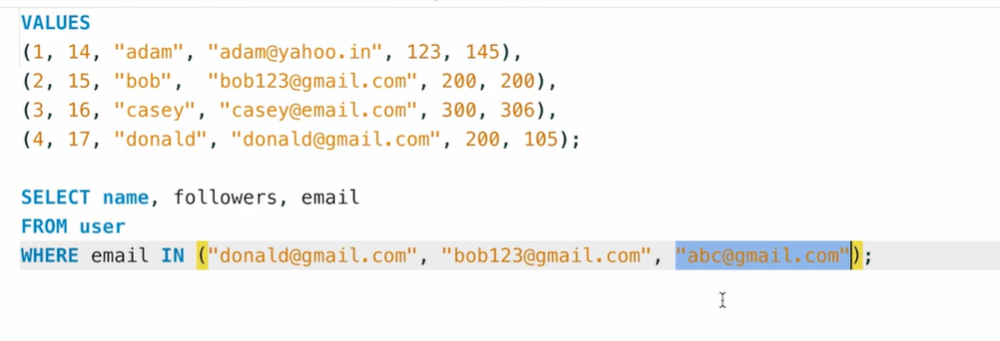 VALUES
(1, 14, "adam", "adam@yahoo.in", 123, 145),
(2, 15, "bob",  "bob123@gmail.com", 200, 200),
(3, 16, "casey", "casey@email.com", 300, 306),
(4, 17, "donald", "donald@gmail.com", 200, 105);
SELECT name, followers, email
FROM user
WHERE email IN ("donald@gmail.com", "bob123@gmail.com", "abc@gmail.com");